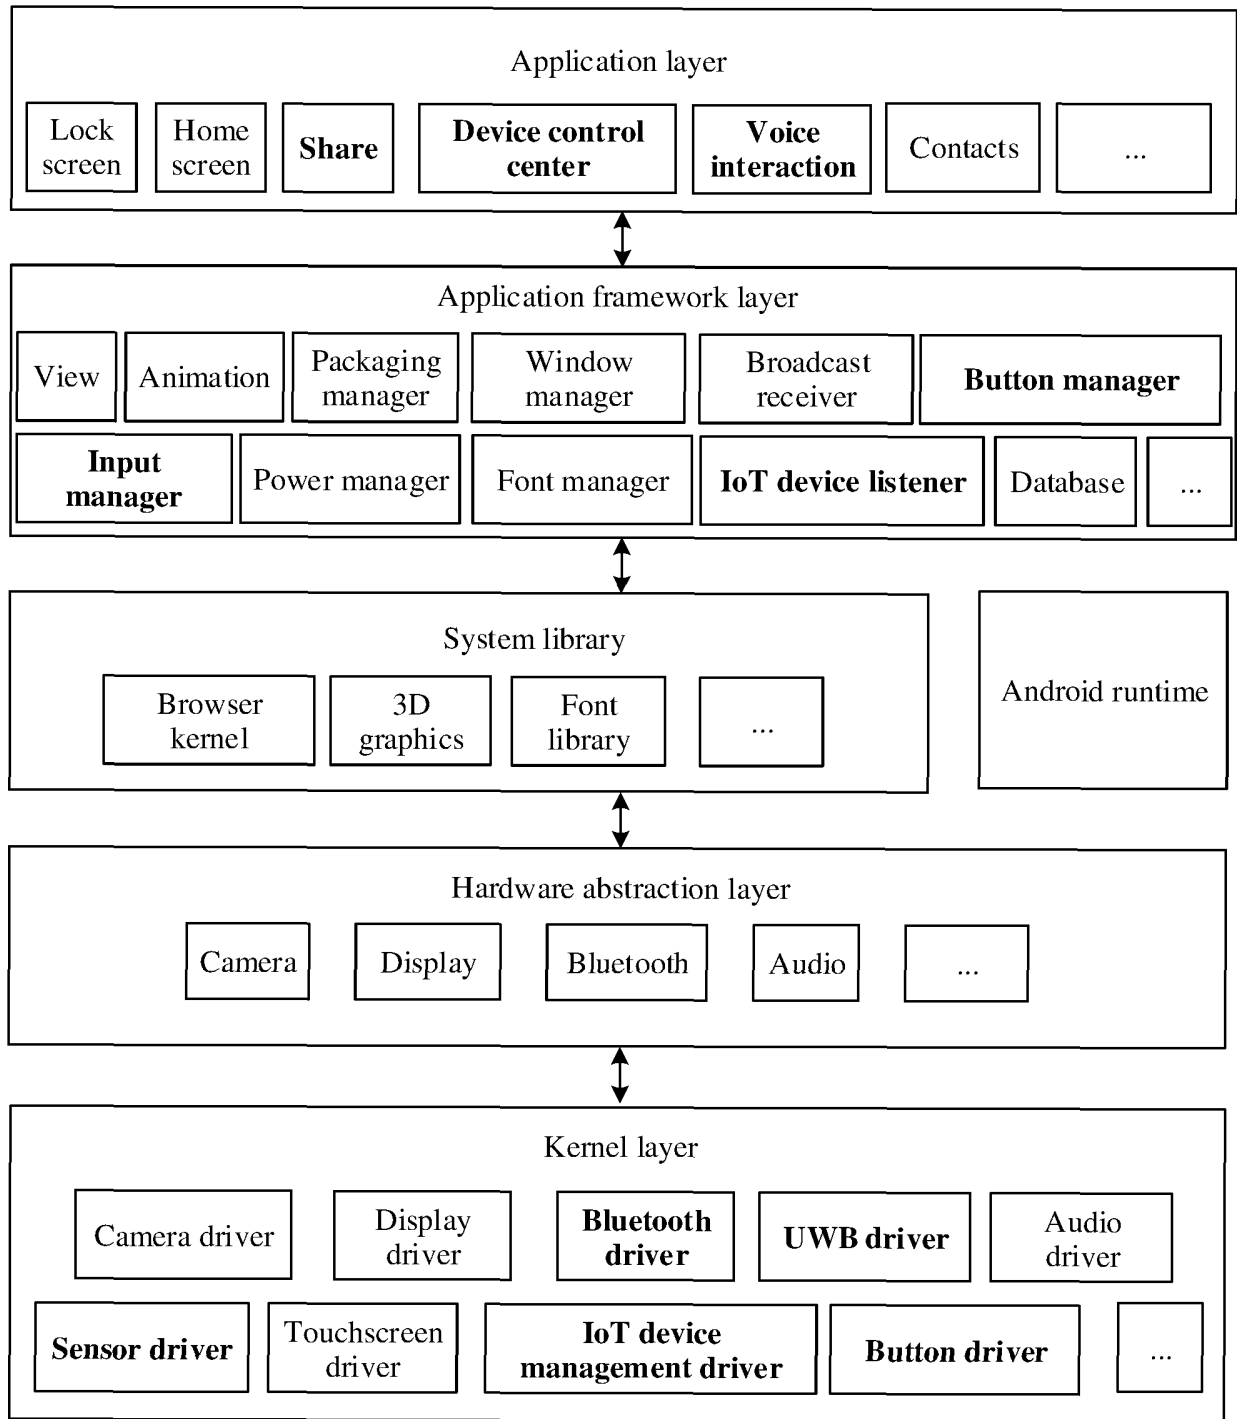 Application layer
Lock
screen
Home
screen
Share
Device control
center
Voice
interaction
Contacts
...
Application framework layer
View
Animation
Packaging
manager
Window
manager
Broadcast
receiver
Button manager
Input
manager
Power manager
Font manager
IoT device listener
Database
...
System library
Browser
kernel
3D
graphics
Font
library
...
Android runtime
Hardware abstraction layer
Camera
Display
Bluetooth
Audio
...
Kernel layer
Camera driver
Display
driver
Bluetooth
driver
UWB driver
Audio
driver
Sensor driver
Touchscreen
driver
IoT device
management driver
Button driver
...